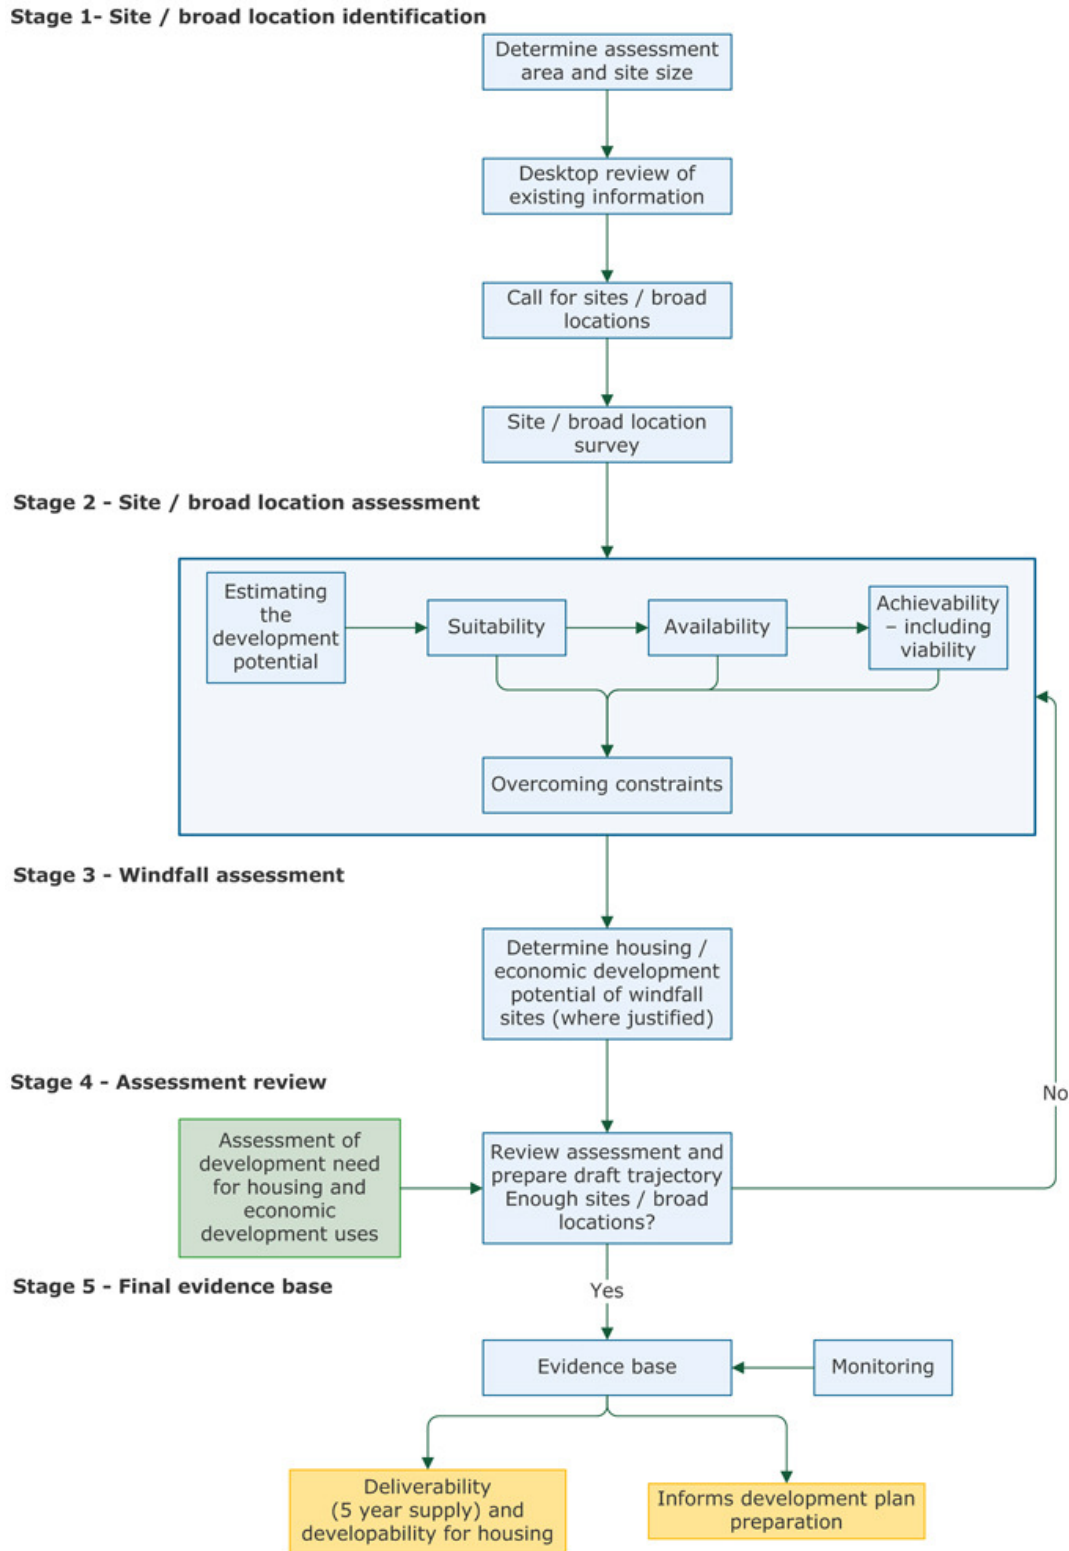 Stage 1- Site / broad location identification
Determine assessment
area and site size
Desktop review of
existing information
Call for sites / broad
locations
Site / broad location
survey
Stage 2 - Site / broad location assessment
Estimating
the
development
potential
Suitability
Availability
Achievability
– including
viability
Overcoming constraints
Stage 3 - Windfall assessment
Determine housing /
economic development
potential of windfall
sites (where justified)
Stage 4 - Assessment review
No
Assessment of
development need
for housing and
economic
development uses
Review assessment and
prepare draft trajectory
Enough sites / broad
locations?
Stage 5 - Final evidence base
Yes
Evidence base
Monitoring
Deliverability
(5 year supply) and
developability for housing
Informs development plan
preparation